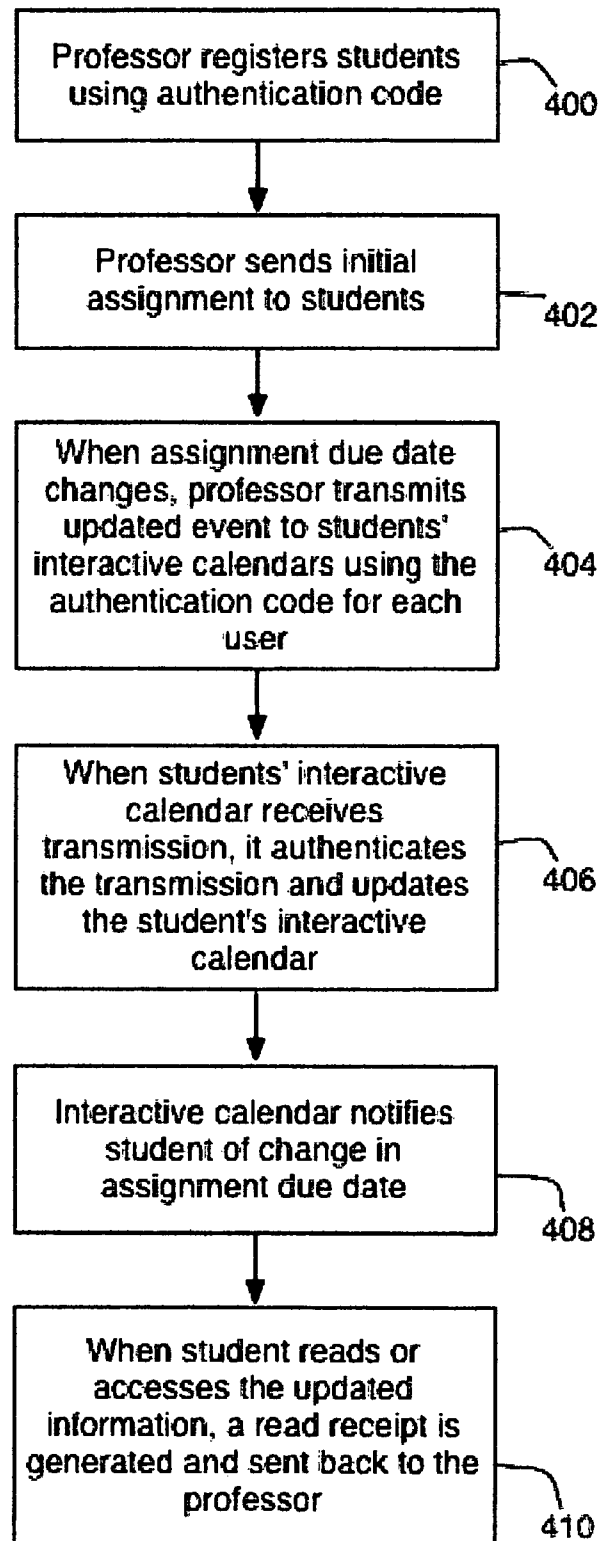 Professor registers students
using authentication code
400
Professor sends initial
assignment to students
402
When assignment due date
changes, professor transmits
updated event to students'
interactive calendars using the
authentication code for each
user
404
When students' interactive
calendar receives
transmission, it authenticates
the transmission and updates
the student's interactive
calendar
406
Interactive calendar notifies
student of change in
assignment due date
408
When student reads or
accesses the updated
information, a read receipt is
generated and sent back to the
professor
410